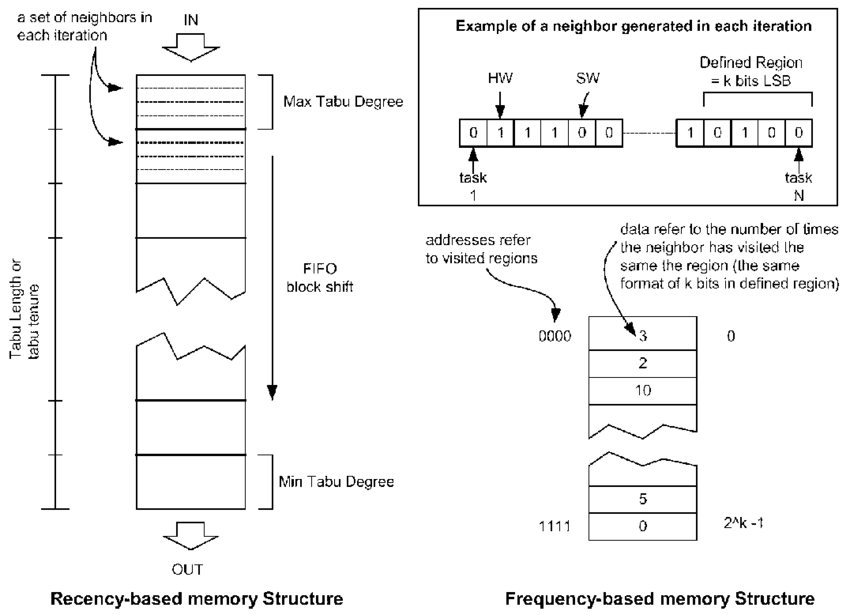 a set of neighbors in
each iteration
IN
Max Tabu Degree
Tabu Length or
tabu tenure
FIFO
block shift
Min Tabu Degree
OUT
Recency-based memory Structure
Example of a neighbor generated in each iteration
HW
SW
Defined Region
= k bits LSB
0 1 1 1 0 0 1 0 1 0 0
task
1
task
N
addresses refer
to visited regions
data refer to the number of times
the neighbor has visited the
same the region (the same
format of k bits in defined region)
0000 3 0
2
10
5
1111 0 2^k -1
Frequency-based memory Structure